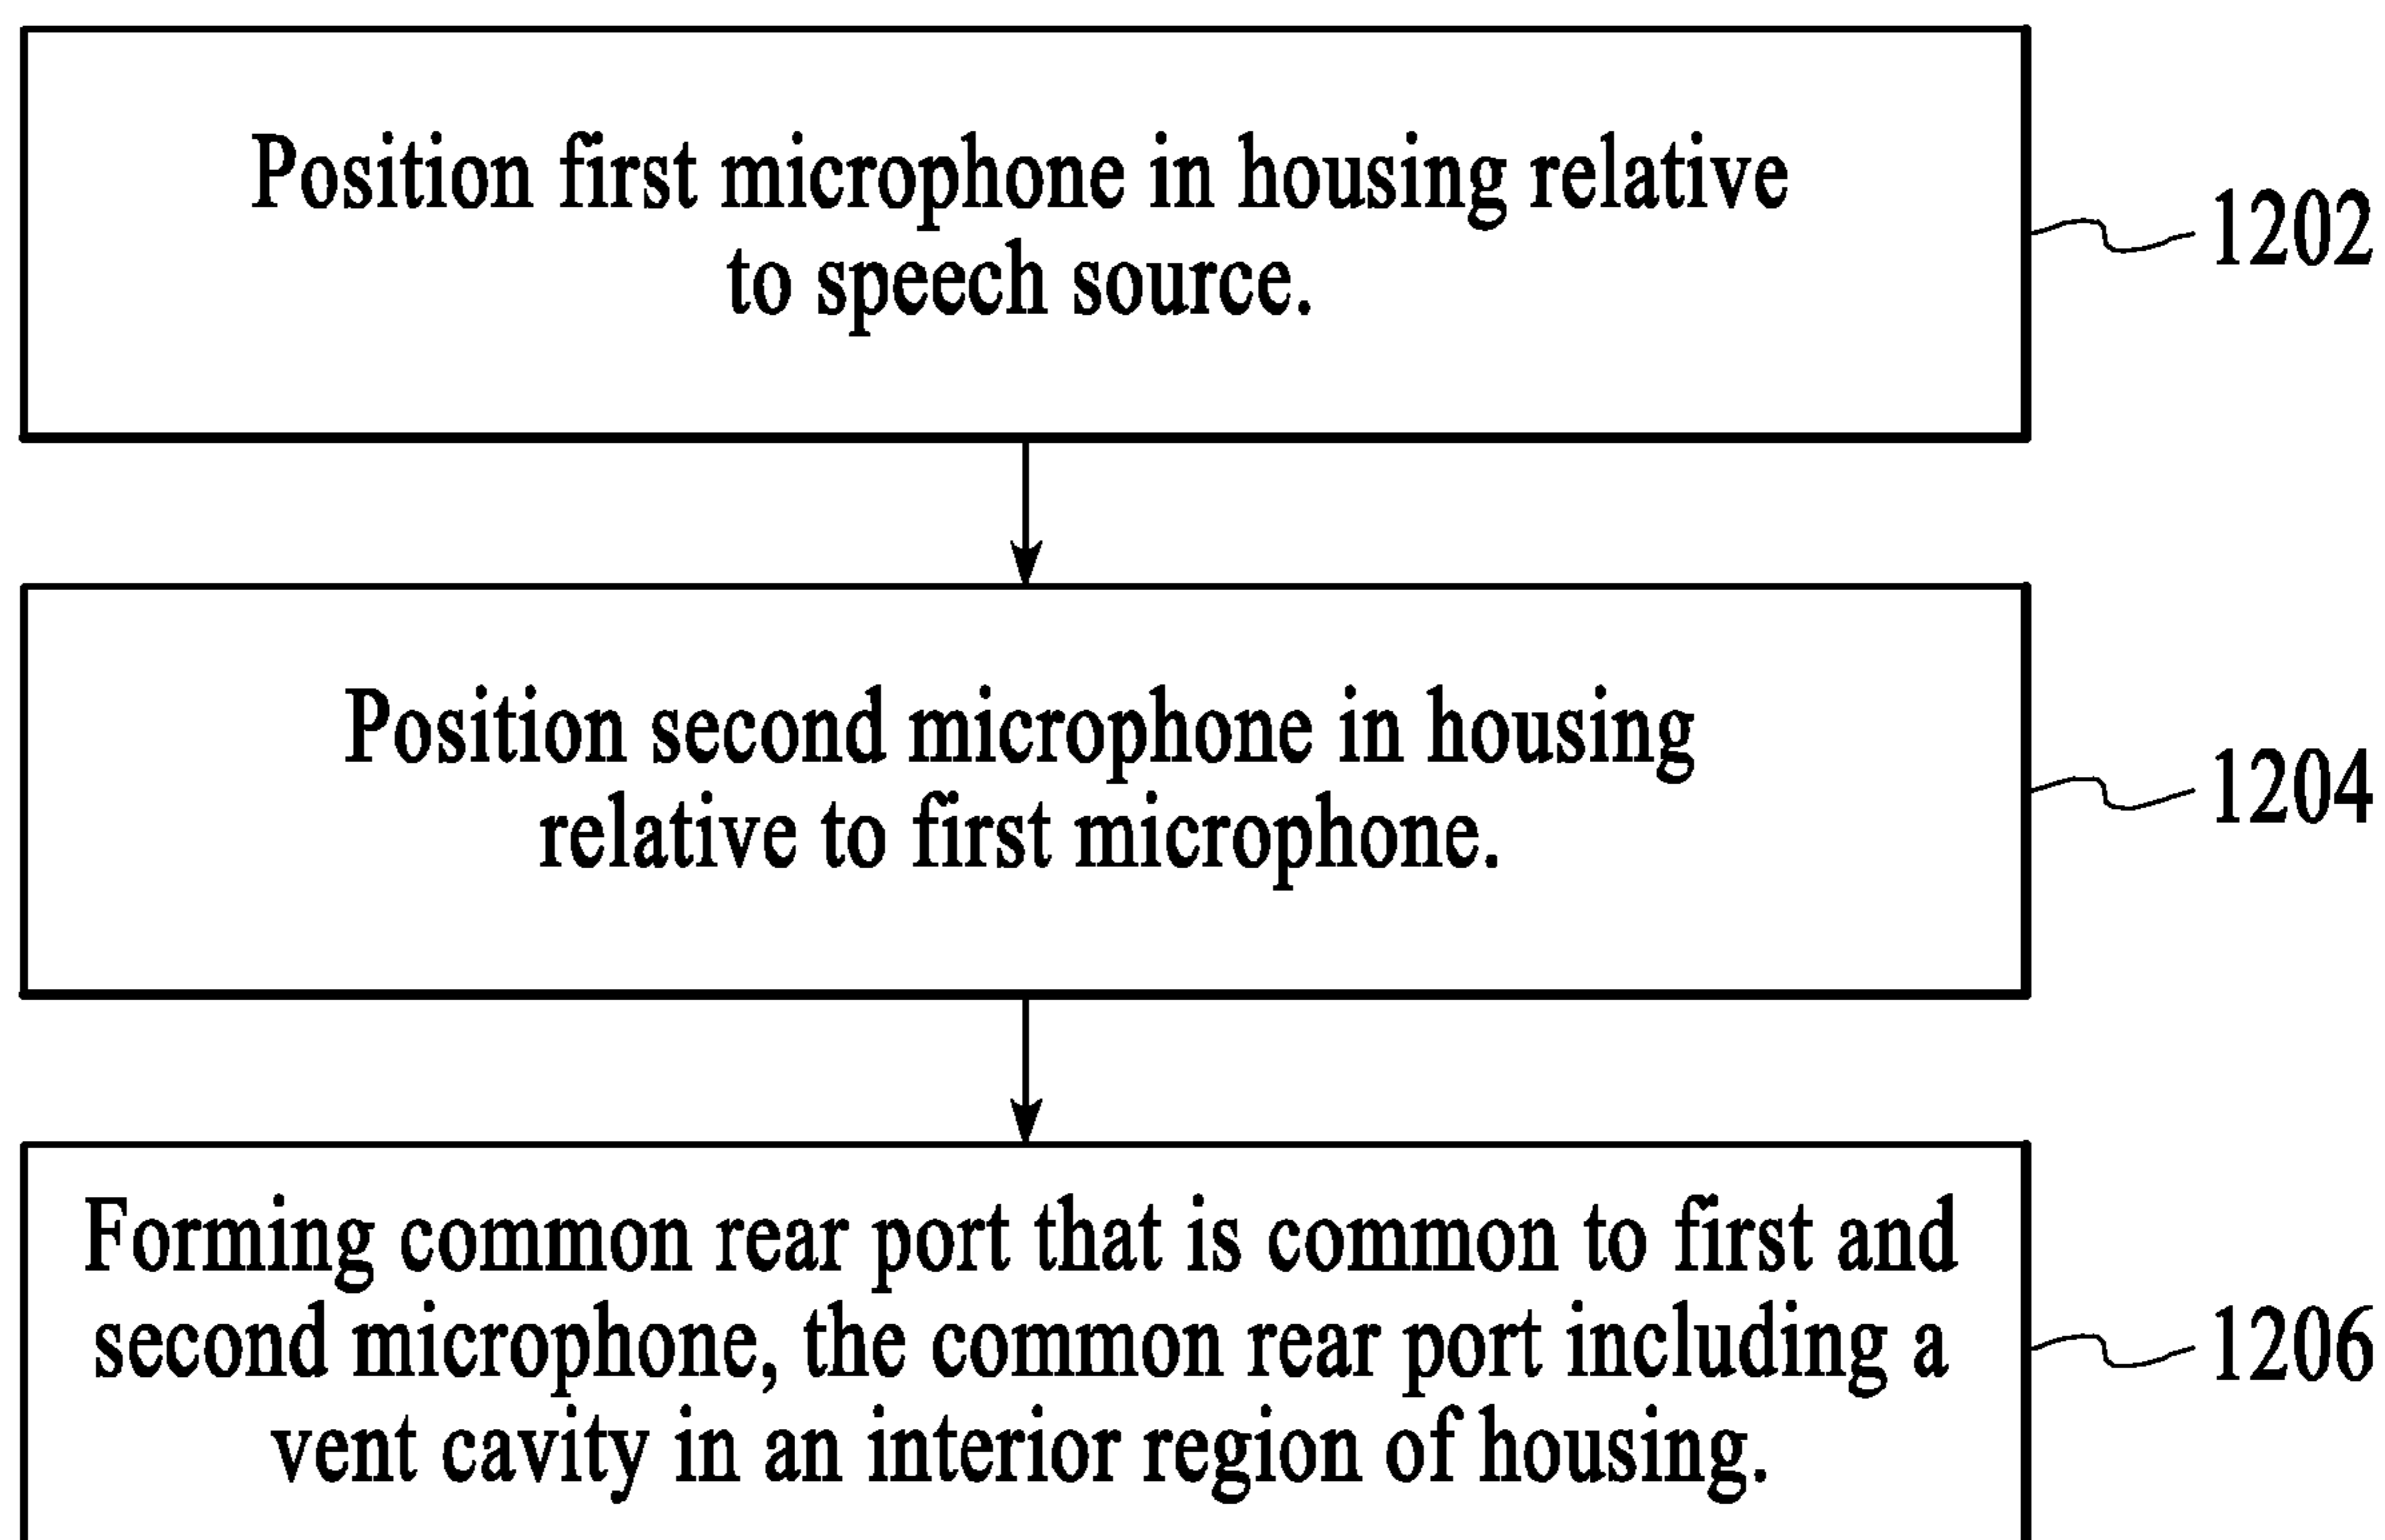 Position first microphone in housing relative
to speech source.
1202
Position second microphone in housing
relative to first microphone.
1204
Forming common rear port that is common to first and
second microphone, the common rear port including a
vent cavity in an interior region of housing.
1206